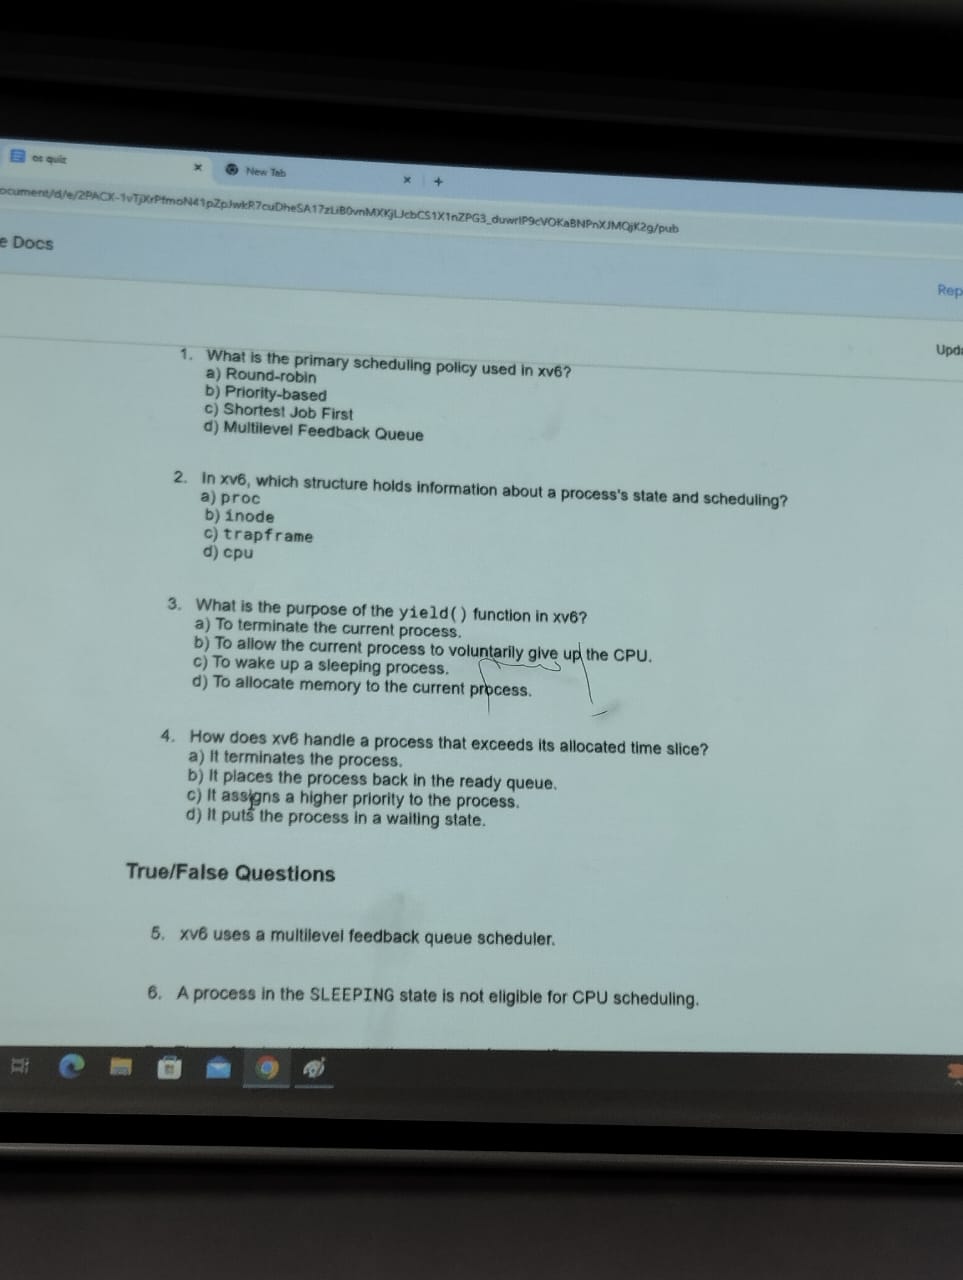 os quiz
New Tab
e Docs
Rep
Upda
1. What is the primary scheduling policy used in xv6?
a) Round-robin
b) Priority-based
c) Shortest Job First
d) Multilevel Feedback Queue
2. In xv6, which structure holds information about a process's state and scheduling?
a) proc
b) inode
c) trapframe
d) cpu
3. What is the purpose of the yield() function in xv6?
a) To terminate the current process.
b) To allow the current process to voluntarily give up the CPU.
c) To wake up a sleeping process.
d) To allocate memory to the current process.
4. How does xv6 handle a process that exceeds its allocated time slice?
a) It terminates the process.
b) It places the process back in the ready queue.
c) It assigns a higher priority to the process.
d) It puts the process in a waiting state.
True/False Questions
5. xv6 uses a multilevel feedback queue scheduler.
6. A process in the SLEEPING state is not eligible for CPU scheduling.